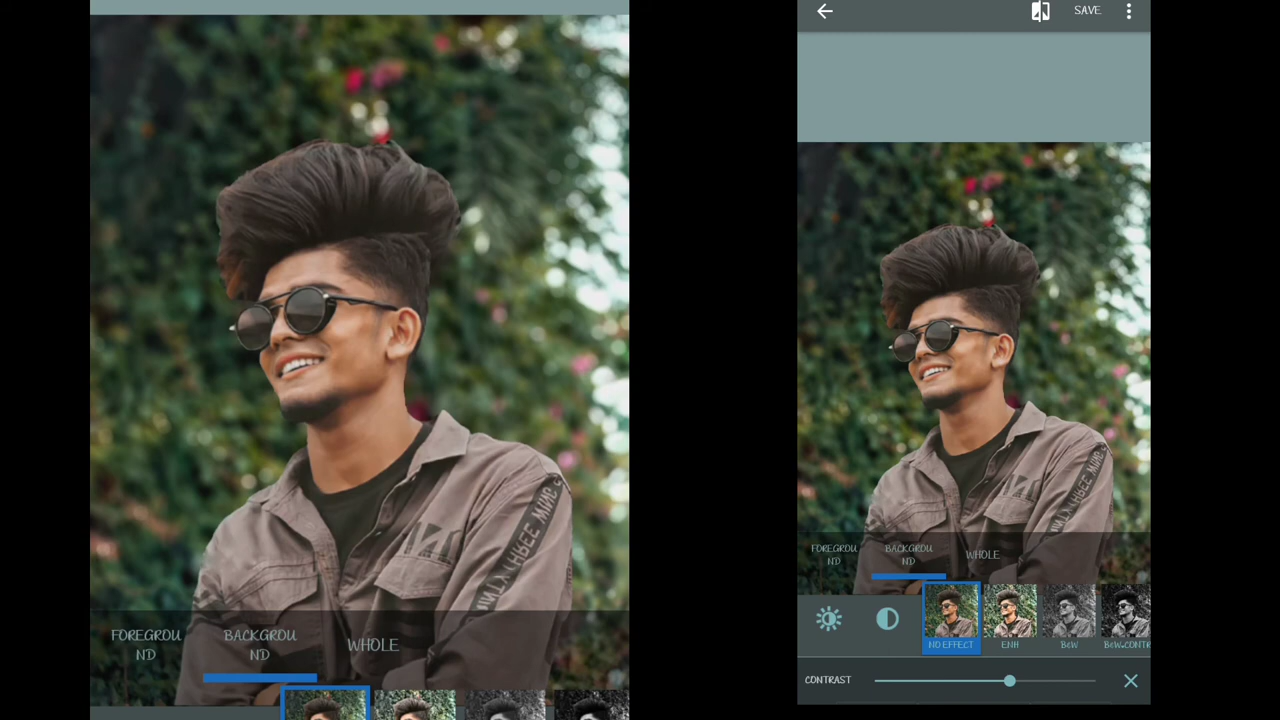 FOREGROU
ND
BACKGROU
ND
WHOLE
SAVE
FOREGROU
ND
BACKGROU
ND
WHOLE
NO EFFECT
ENH
B&W
B&W.CONTR
CONTRAST